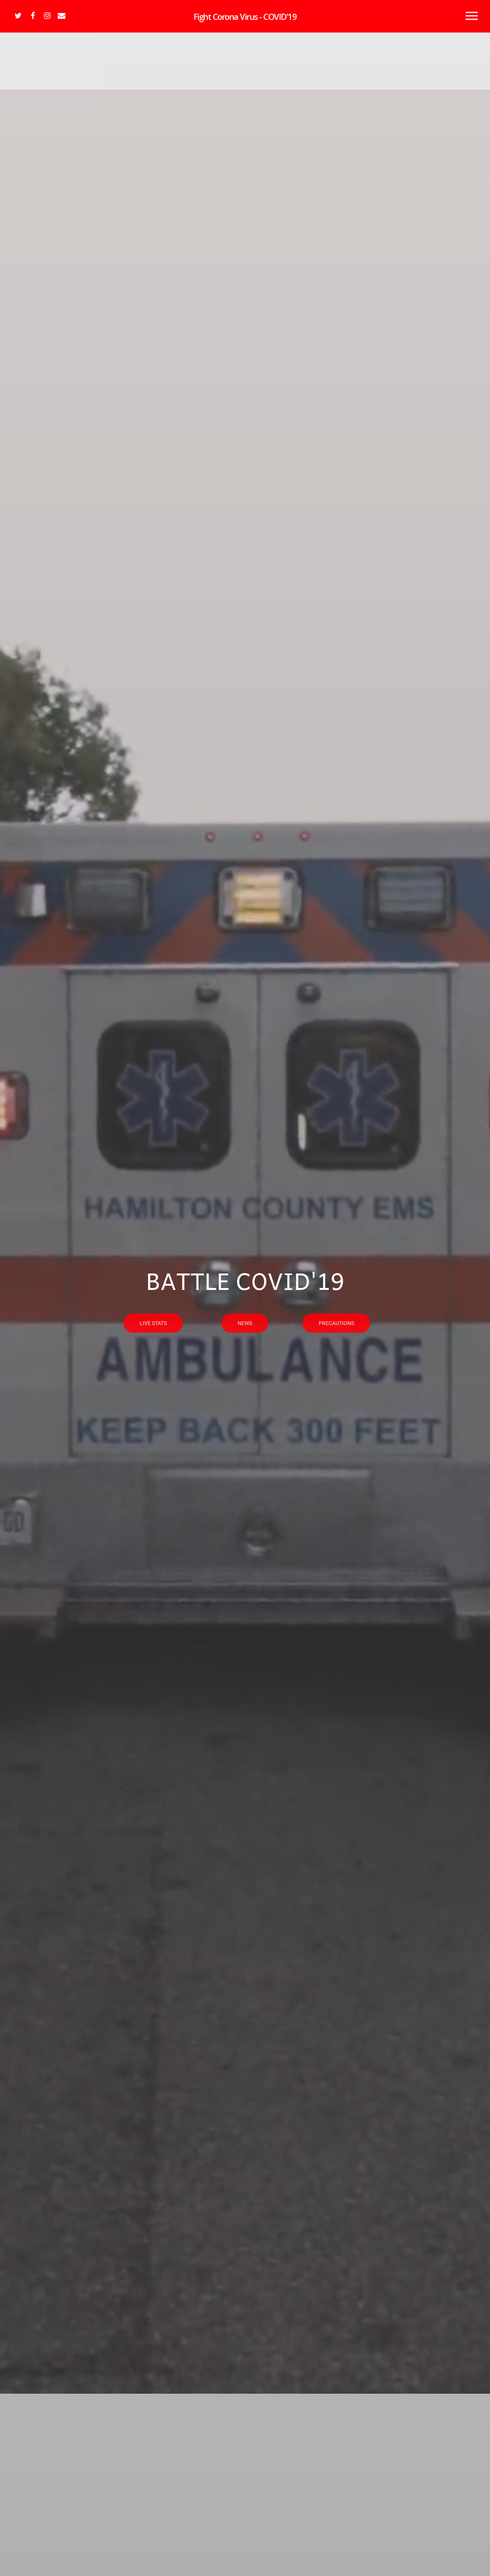 Fight Corona Virus - COVID'19
HAMILTON COUNTY EMS
BATTLE COVID'19
LIVE STATS
NEWS
PRECAUTIONS
AMBULANCE
KEEP BACK 300 FEET